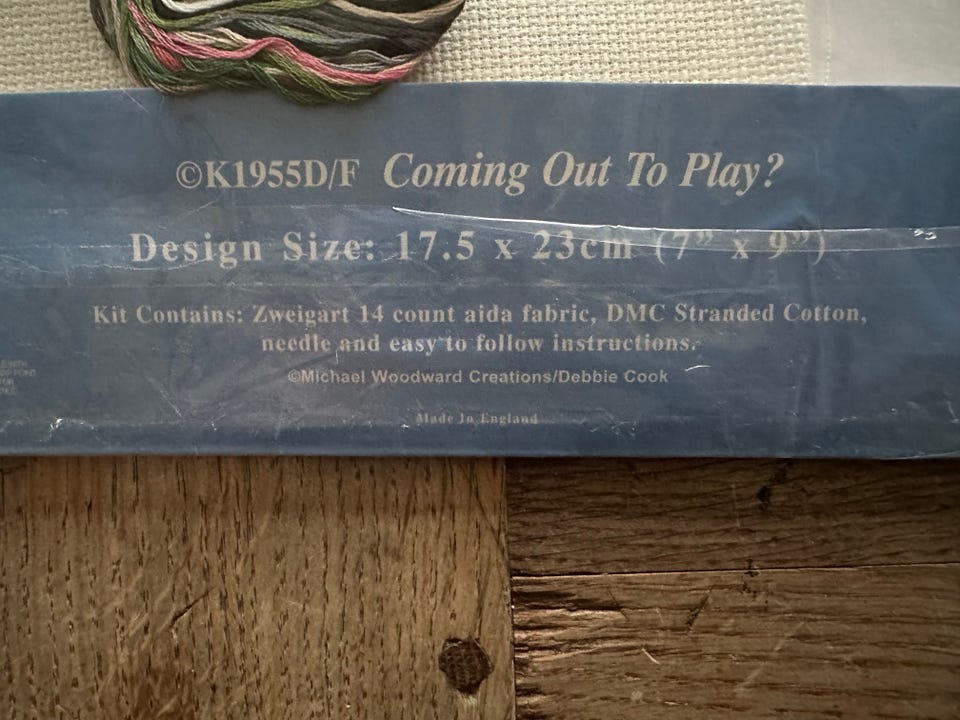 ©K1955D/F Coming Out To Play?
Design Size: 17.5 x 23cm (7” x 9”)
Kit Contains: Zweigart 14 count aida fabric, DMC Stranded Cotton,
needle and easy to follow instructions.
©Michael Woodward Creations/Debbie Cook
Made In England